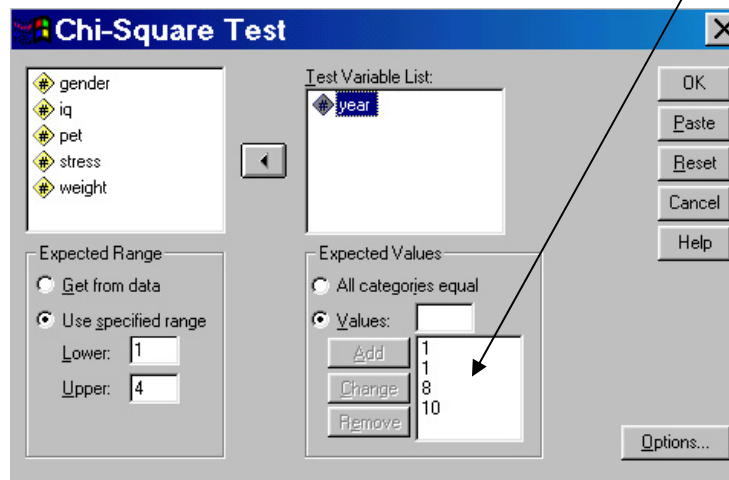 Chi-Square Test
gender
iq
pet
stress
weight
Test Variable List:
year
OK
Paste
Reset
Cancel
Help
Expected Range
Get from data
Use specified range
Lower: 1
Upper: 4
Expected Values
All categories equal
Values:
Add
Change
Remove
1
1
8
10
Options...